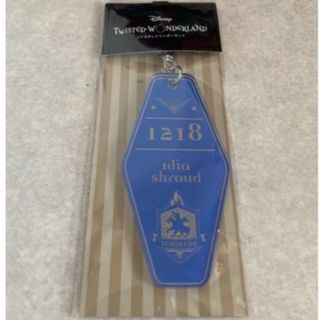 Disney
TWISTED-WONDERLAND
ツイステッドワンダーランド
1218
idia
shroud
IGNIHYDE